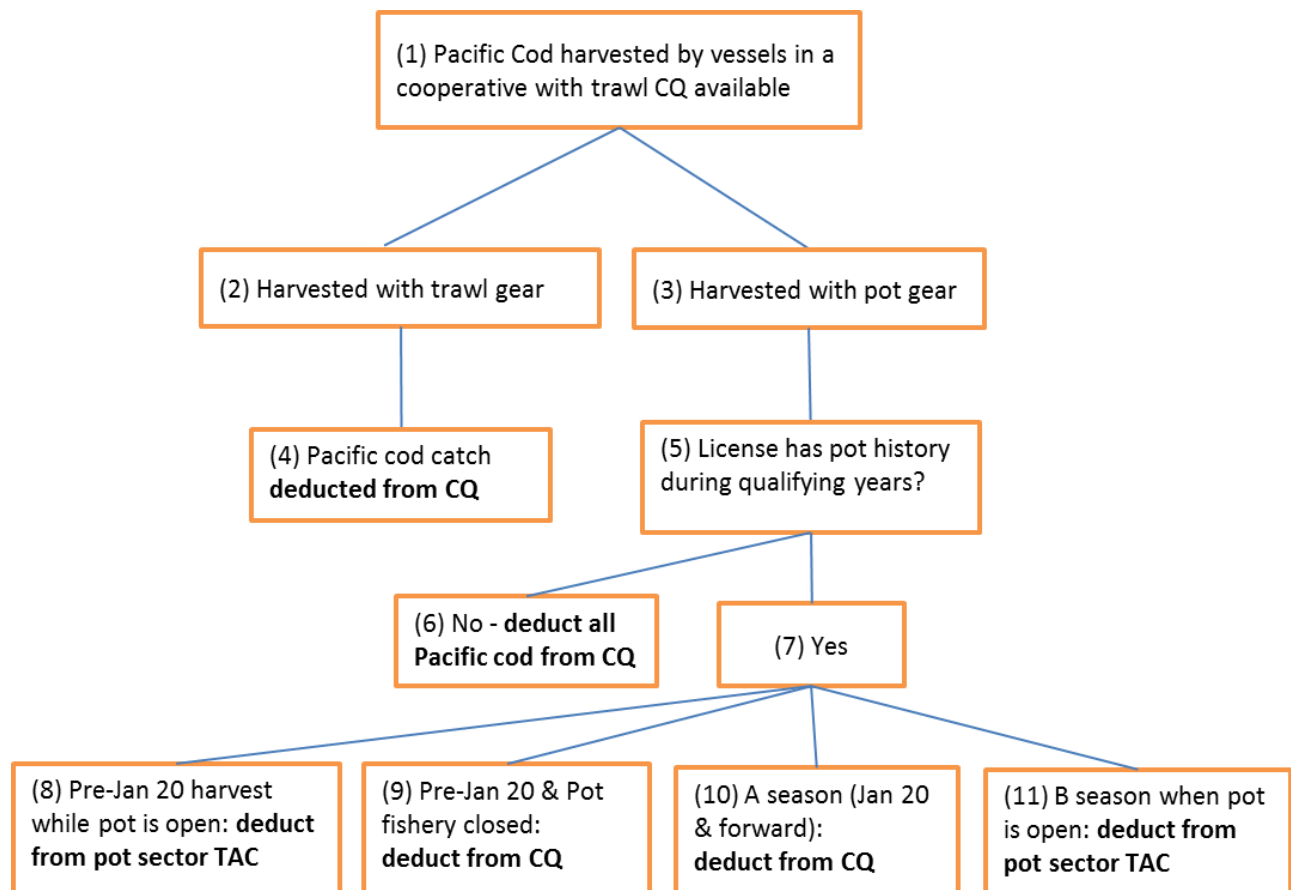 (1) Pacific Cod harvested by vessels in a
cooperative with trawl CQ available
(2) Harvested with trawl gear
(3) Harvested with pot gear
(4) Pacific cod catch
deducted from CQ
(5) License has pot history
during qualifying years?
(6) No - deduct all
Pacific cod from CQ
(7) Yes
(8) Pre-Jan 20 harvest
while pot is open: deduct
from pot sector TAC
(9) Pre-Jan 20 & Pot
fishery closed:
deduct from CQ
(10) A season (Jan 20
& forward):
deduct from CQ
(11) B season when pot
is open: deduct from
pot sector TAC